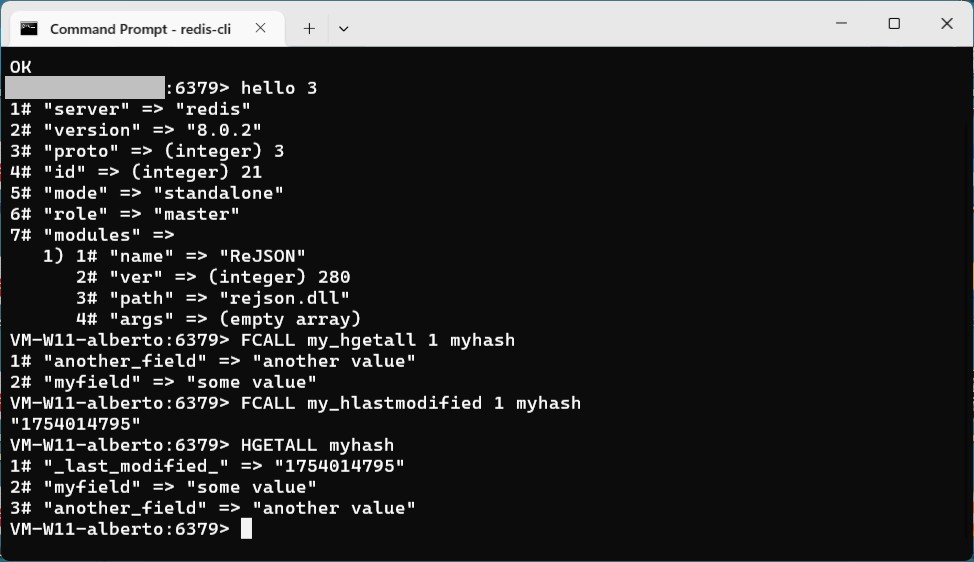 Command Prompt - redis-cli
OK
:6379> hello 3
1# "server" => "redis"
2# "version" => "8.0.2"
3# "proto" => (integer) 3
4# "id" => (integer) 21
5# "mode" => "standalone"
6# "role" => "master"
7# "modules" =>
   1) 1# "name" => "ReJSON"
      2# "ver" => (integer) 280
      3# "path" => "rejson.dll"
      4# "args" => (empty array)
VM-W11-alberto:6379> FCALL my_hgetall 1 myhash
1# "another_field" => "another value"
2# "myfield" => "some value"
VM-W11-alberto:6379> FCALL my_hlastmodified 1 myhash
"1754014795"
VM-W11-alberto:6379> HGETALL myhash
1# "_last_modified_" => "1754014795"
2# "myfield" => "some value"
3# "another_field" => "another value"
VM-W11-alberto:6379>